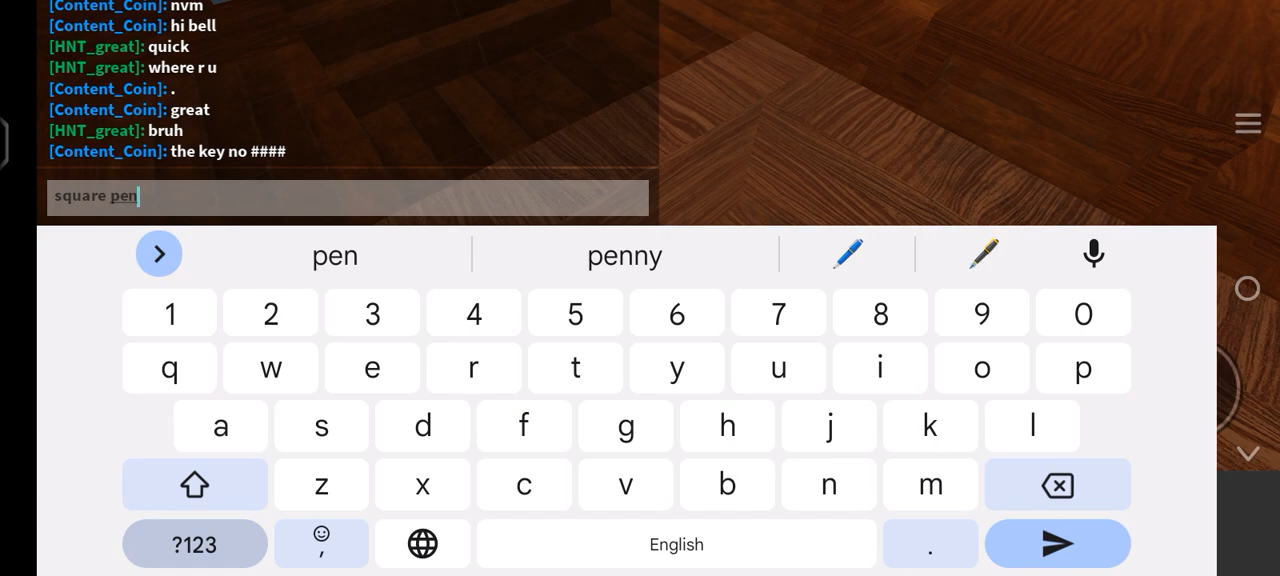 [Content_Coin]: nvm
[Content_Coin]: hi bell
[HNT_great]: quick
[HNT_great]: where r u
[Content_Coin]: .
[Content_Coin]: great
[HNT_great]: bruh
[Content_Coin]: the key no ####
square pen
pen penny
1 2 3 4 5 6 7 8 9 0
q w e r t y u i o p
a s d f g h j k l
z x c v b n m
?123 , English .